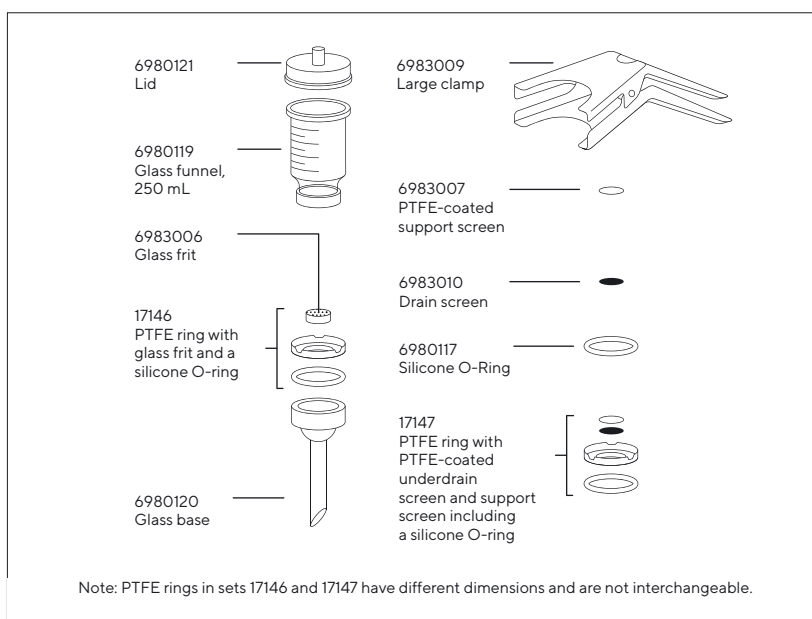 6980121
Lid
6980119
Glass funnel,
250 mL
6983006
Glass frit
17146
PTFE ring with
glass frit and a
silicone O-ring
6980120
Glass base
6983009
Large clamp
6983007
PTFE-coated
support screen
6983010
Drain screen
6980117
Silicone O-Ring
17147
PTFE ring with
PTFE-coated
underdrain
screen and support
screen including
a silicone O-ring
Note: PTFE rings in sets 17146 and 17147 have different dimensions and are not interchangeable.